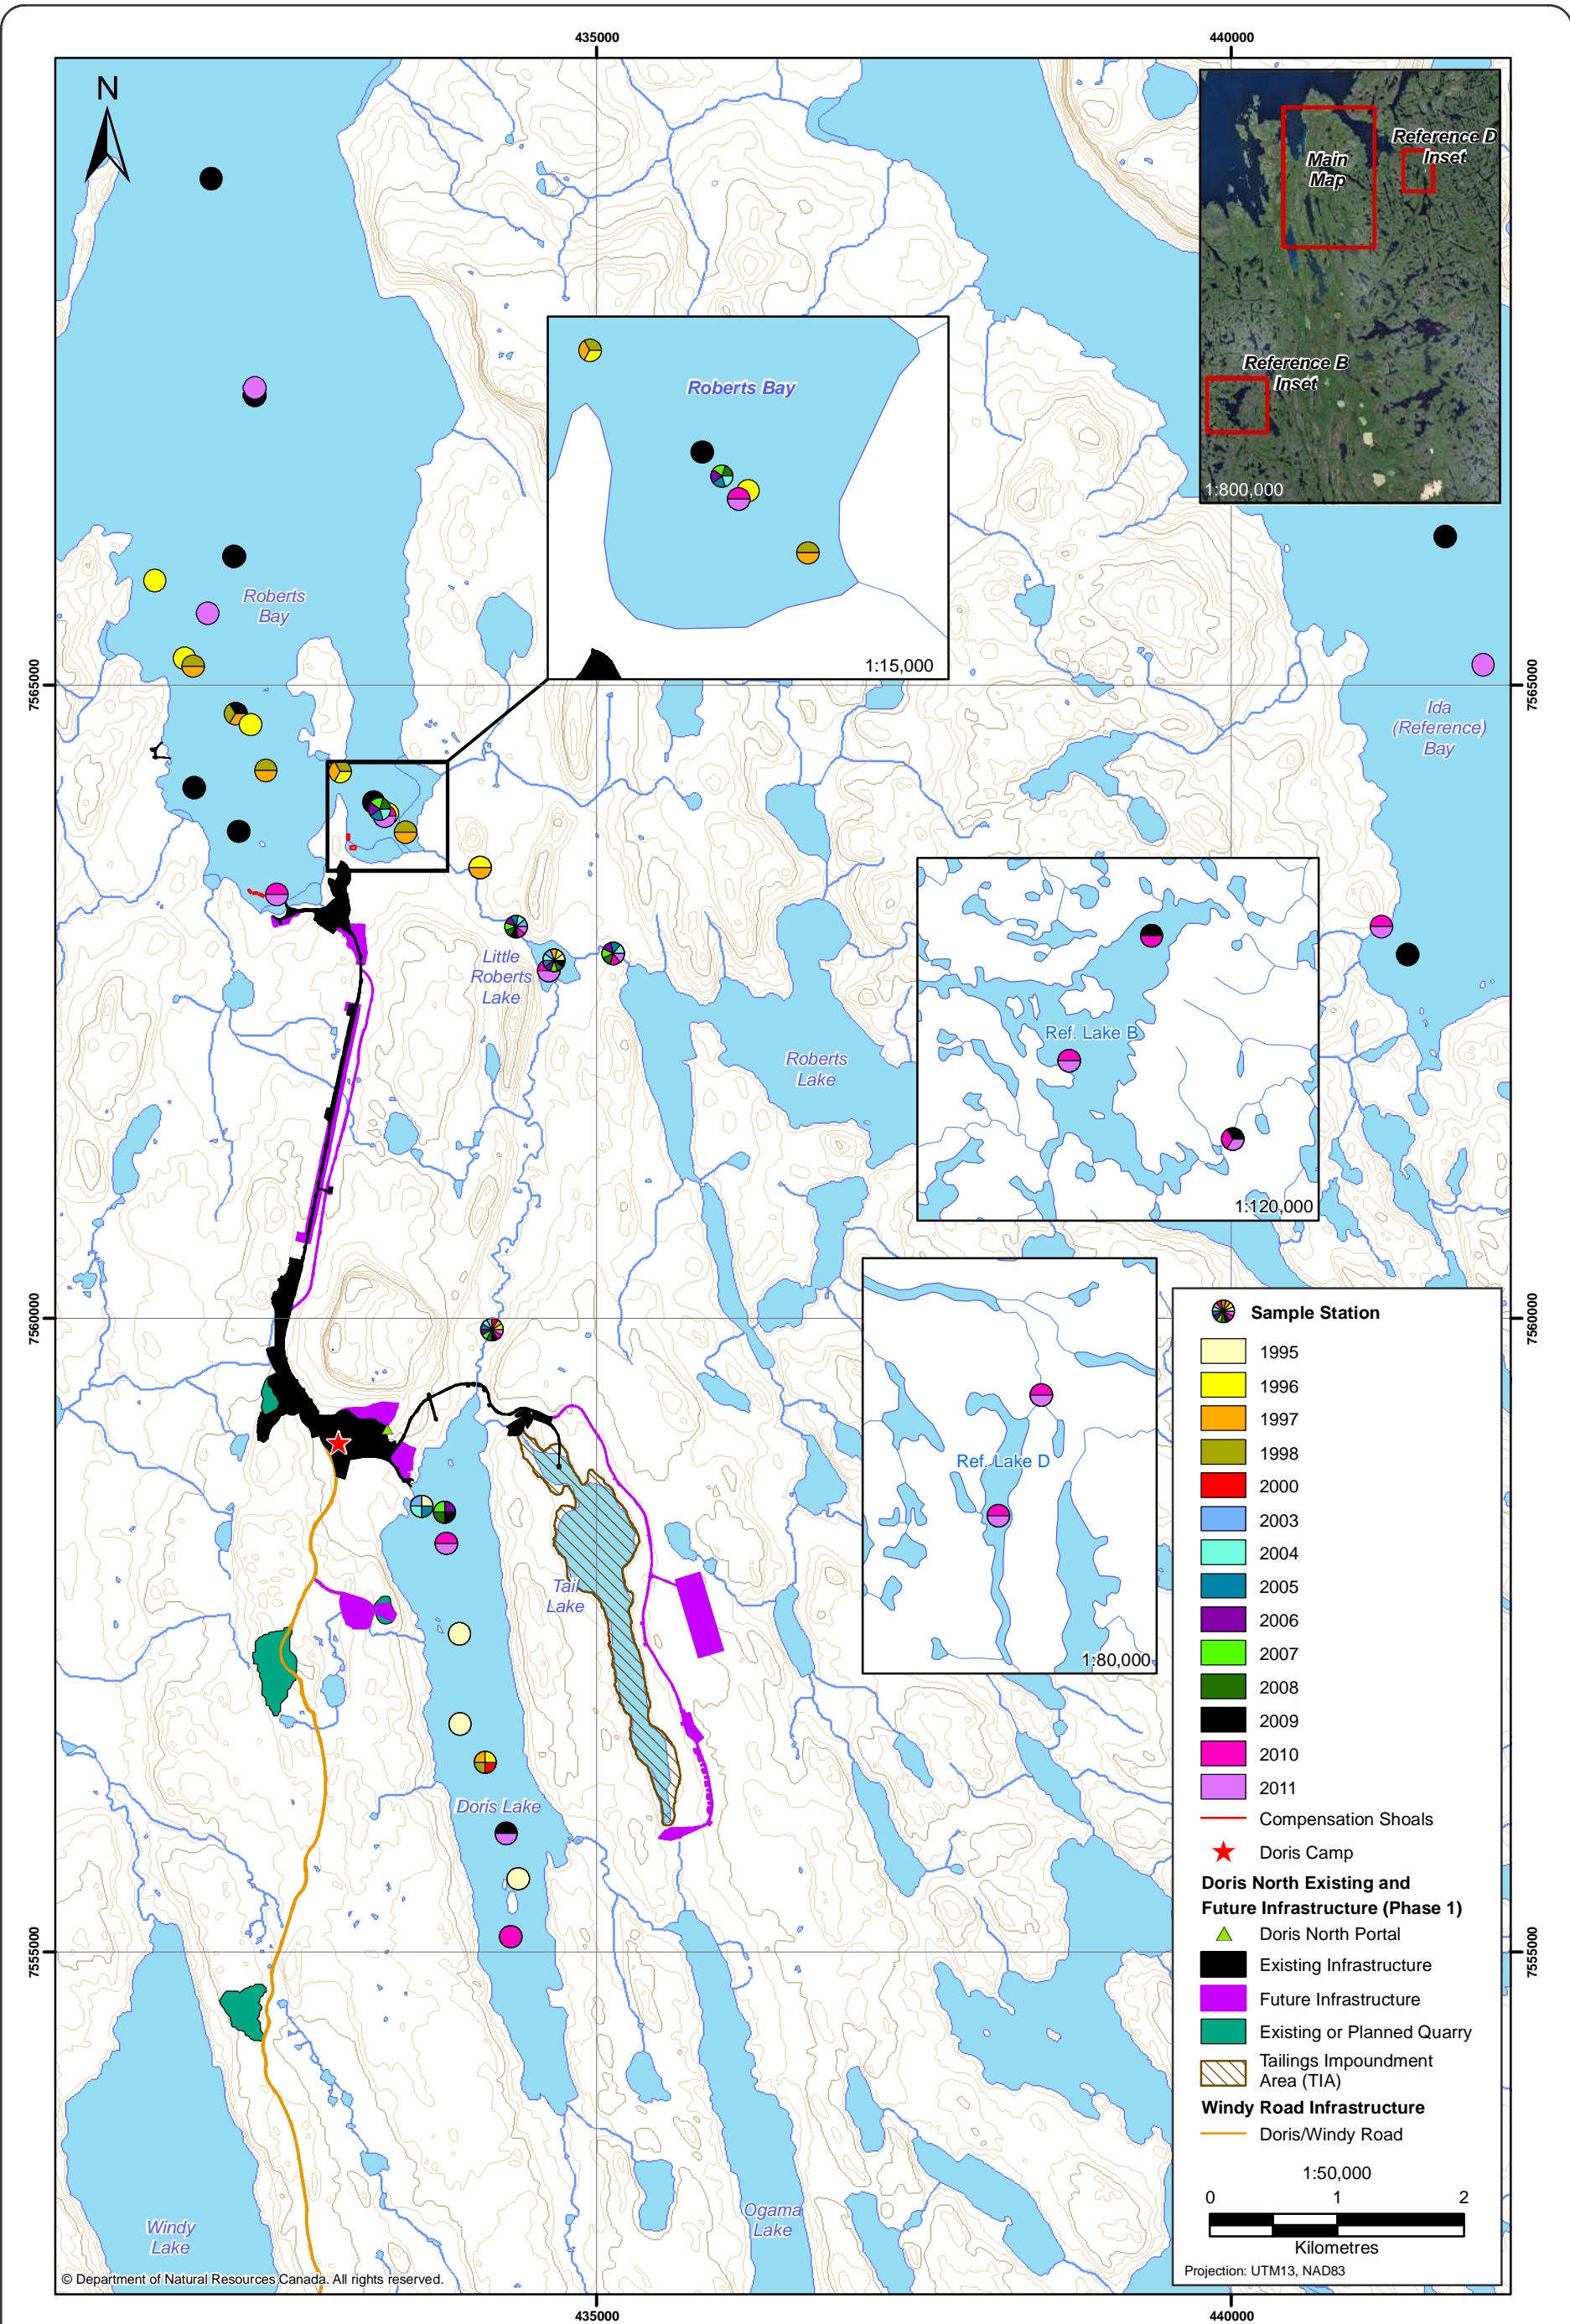 435000
440000
N
Main
Map
Reference D
Inset
Reference B
Inset
1:800,000
Roberts Bay
1:15,000
Roberts
Bay
7565000
7565000
Ida
(Reference)
Bay
Little
Roberts
Lake
Roberts
Lake
Ref. Lake B
1:120,000
7560000
7560000
Ref. Lake D
1:80,000
Tail
Lake
Doris Lake
7555000
7555000
Windy
Lake
Ogama
Lake
Sample Station
1995
1996
1997
1998
2000
2003
2004
2005
2006
2007
2008
2009
2010
2011
Compensation Shoals
Doris Camp
Doris North Existing and
Future Infrastructure (Phase 1)
Doris North Portal
Existing Infrastructure
Future Infrastructure
Existing or Planned Quarry
Tailings Impoundment
Area (TIA)
Windy Road Infrastructure
Doris/Windy Road
1:50,000
0 1 2
Kilometres
Projection: UTM13, NAD83
© Department of Natural Resources Canada. All rights reserved.
435000
440000